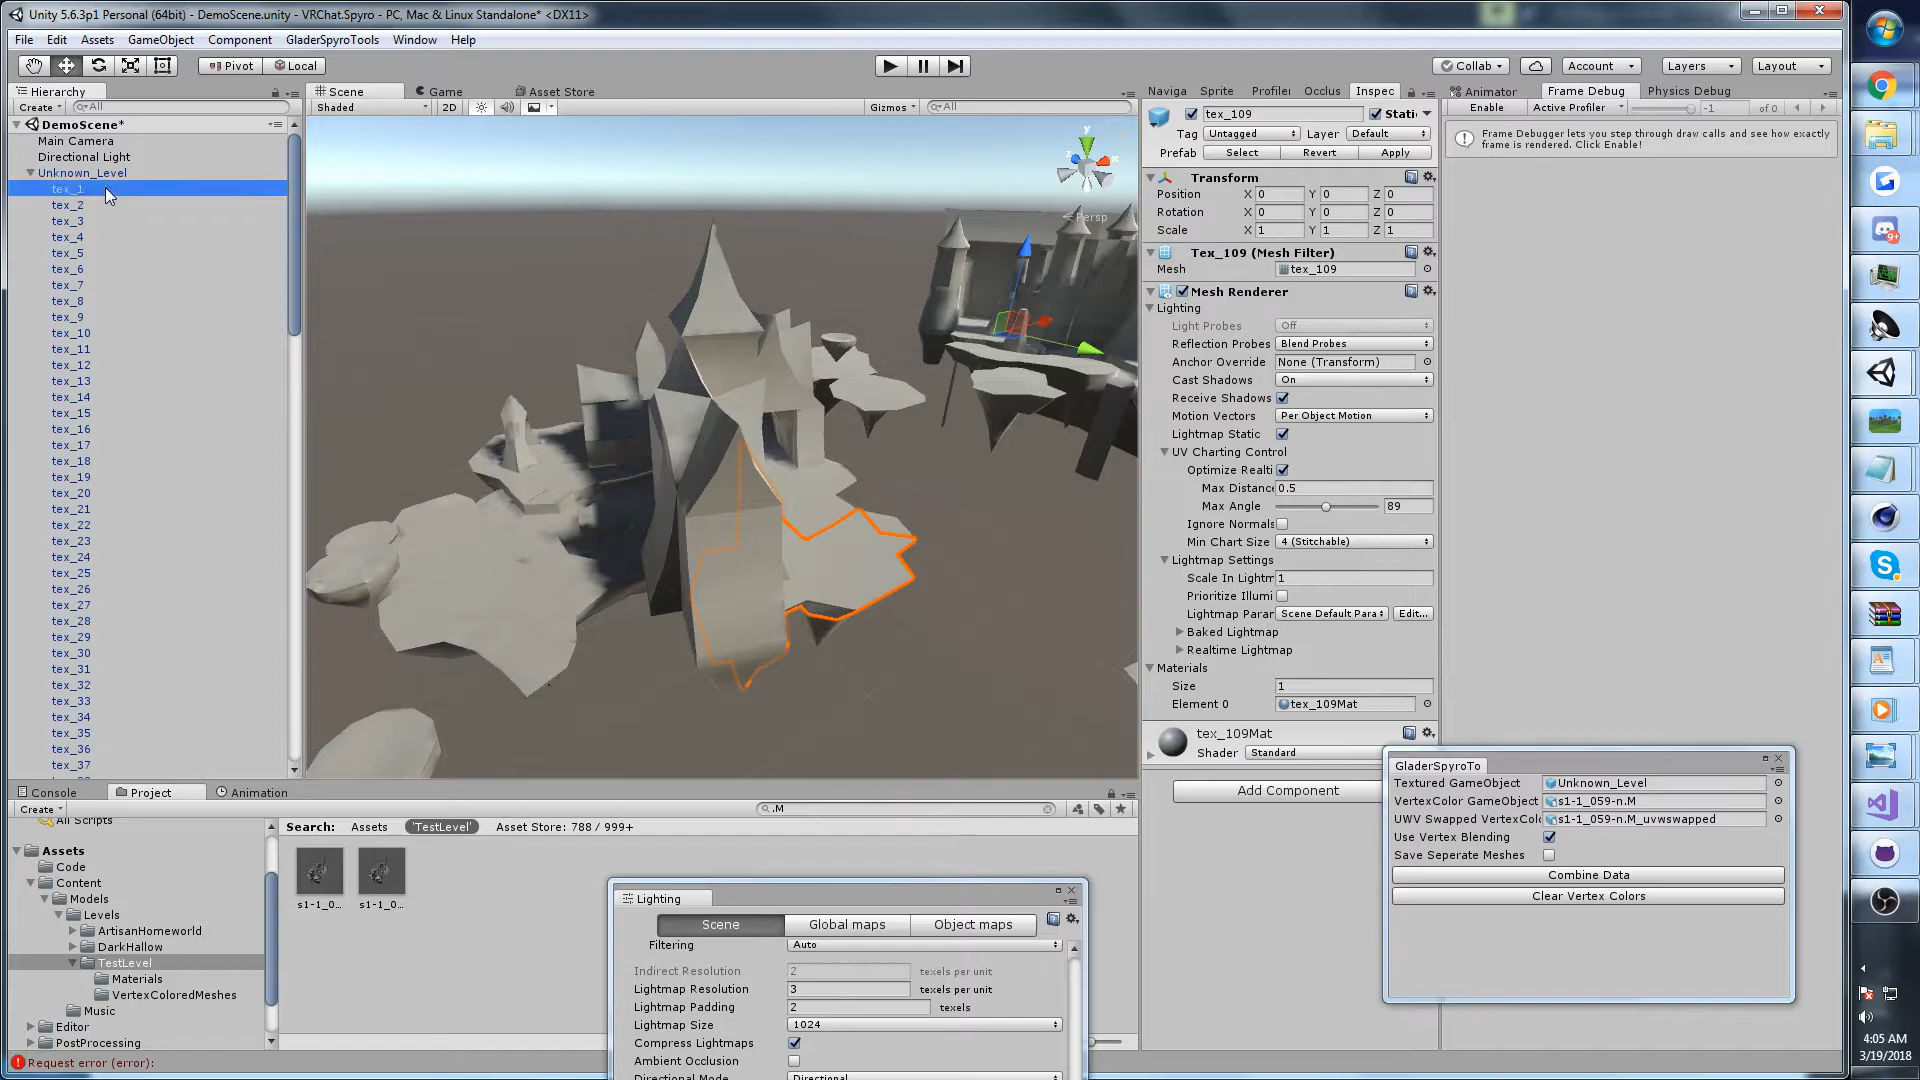 Unity 5.6.3p1 Personal (64bit) - DemoScene.unity - VRChat.Spyro - PC, Mac & Linux Standalone* <DX11>
File Edit Assets GameObject Component GladerSpyroTools Window Help
Pivot Local Collab Account Layers Layout
Hierarchy
Create All
DemoScene*
Main Camera
Directional Light
Unknown_Level
tex_1
tex_2
tex_3
tex_4
tex_5
tex_6
tex_7
tex_8
tex_9
tex_10
tex_11
tex_12
tex_13
tex_14
tex_15
tex_16
tex_17
tex_18
tex_19
tex_20
tex_21
tex_22
tex_23
tex_24
tex_25
tex_26
tex_27
tex_28
tex_29
tex_30
tex_31
tex_32
tex_33
tex_34
tex_35
tex_36
tex_37
Scene Game Asset Store
Shaded 2D Gizmos All
y
x
z
Persp
Naviga Sprite Profiler Occlus Inspec
tex_109 Stati
Tag Untagged Layer Default
Prefab Select Revert Apply
Transform
Position X 0 Y 0 Z 0
Rotation X 0 Y 0 Z 0
Scale X 1 Y 1 Z 1
Tex_109 (Mesh Filter)
Mesh tex_109
Mesh Renderer
Lighting
Light Probes Off
Reflection Probes Blend Probes
Anchor Override None (Transform)
Cast Shadows On
Receive Shadows
Motion Vectors Per Object Motion
Lightmap Static
UV Charting Control
Optimize Realti
Max Distance 0.5
Max Angle 89
Ignore Normals
Min Chart Size 4 (Stitchable)
Lightmap Settings
Scale In Lightm 1
Prioritize Illumi
Lightmap Parar Scene Default Para Edit...
Baked Lightmap
Realtime Lightmap
Materials
Size 1
Element 0 tex_109Mat
tex_109Mat
Shader Standard
Add Component
Animator Frame Debug Physics Debug
Enable Active Profiler -1 of 0
Frame Debugger lets you step through draw calls and see how exactly
frame is rendered. Click Enable!
GladerSpyroTo
Textured GameObject Unknown_Level
VertexColor GameObject s1-1_059-n.M
UWV Swapped VertexColo s1-1_059-n.M_uvwswapped
Use Vertex Blending
Save Seperate Meshes
Combine Data
Clear Vertex Colors
Console Project Animation
Create .M
All Scripts
Assets
Code
Content
Models
Levels
ArtisanHomeworld
DarkHallow
TestLevel
Materials
VertexColoredMeshes
Music
Editor
PostProcessing
Search: Assets 'TestLevel' Asset Store: 788 / 999+
s1-1_0... s1-1_0...
Lighting
Scene Global maps Object maps
Filtering Auto
Indirect Resolution 2 texels per unit
Lightmap Resolution 3 texels per unit
Lightmap Padding 2 texels
Lightmap Size 1024
Compress Lightmaps
Ambient Occlusion
Directional Mode Directional
Request error (error):
9+
4:05 AM
3/19/2018